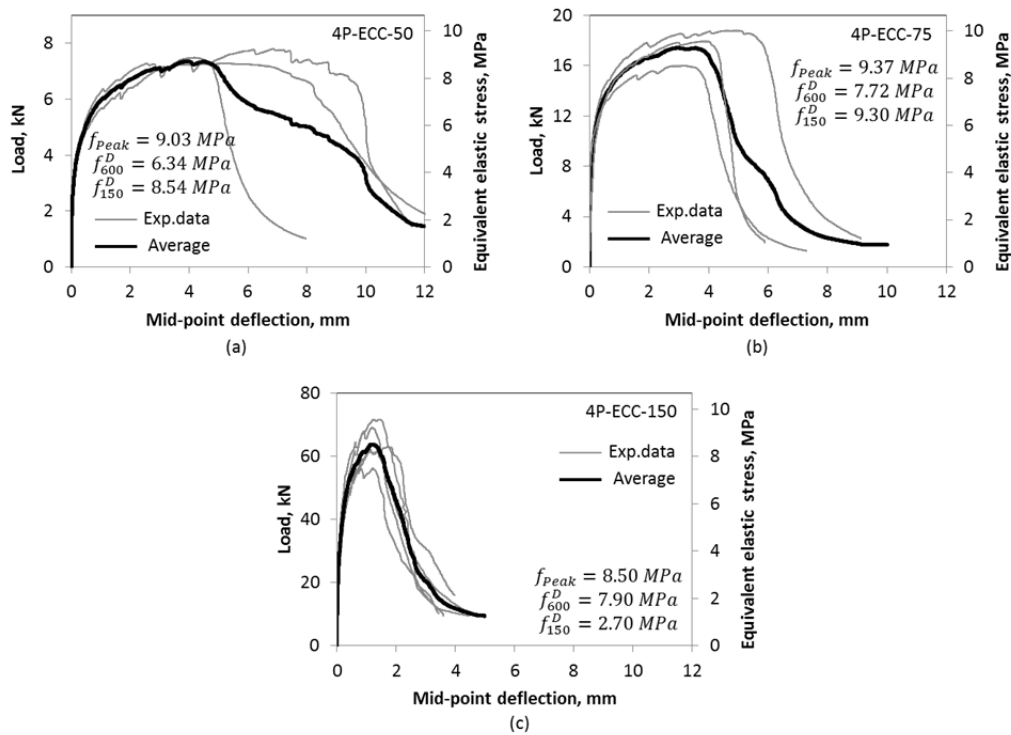 4P-ECC-50
Load, kN
8
6
4
2
0
10
8
6
4
2
0
Equivalent elastic stress, MPa
f_Peak = 9.03 MPa
f^D_600 = 6.34 MPa
f^D_150 = 8.54 MPa
Exp.data
Average
0 2 4 6 8 10 12
Mid-point deflection, mm
(a)
4P-ECC-75
Load, kN
20
16
12
8
4
0
10
8
6
4
2
0
Equivalent elastic stress, MPa
f_Peak = 9.37 MPa
f^D_600 = 7.72 MPa
f^D_150 = 9.30 MPa
Exp.data
Average
0 2 4 6 8 10 12
Mid-point deflection, mm
(b)
4P-ECC-150
Load, kN
80
60
40
20
0
10
8
6
4
2
0
Equivalent elastic stress, MPa
Exp.data
Average
f_Peak = 8.50 MPa
f^D_600 = 7.90 MPa
f^D_150 = 2.70 MPa
0 2 4 6 8 10 12
Mid-point deflection, mm
(c)